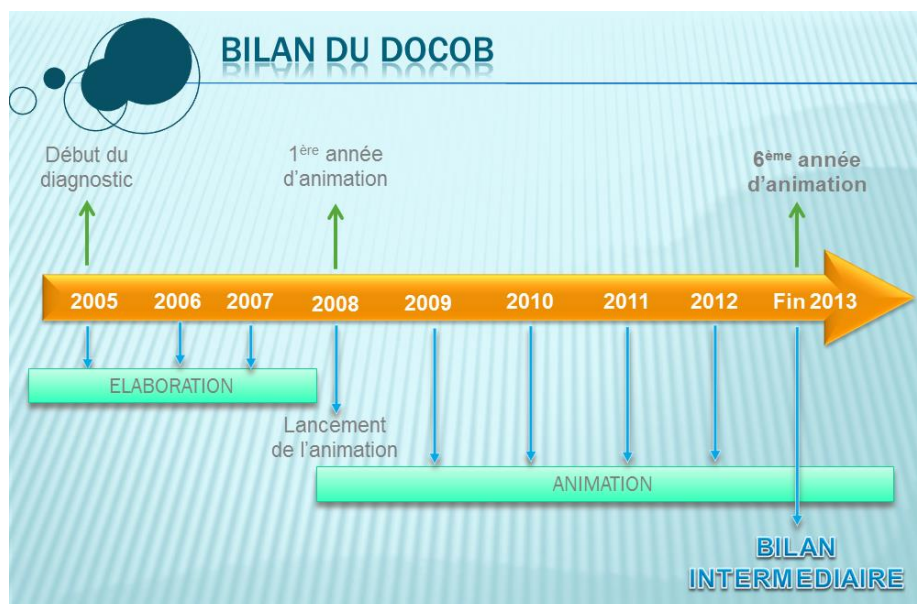 BILAN DU DOCOB
Début du
diagnostic
1ère année
d'animation
6ème année
d'animation
2005 2006 2007 2008 2009 2010 2011 2012 Fin 2013
ELABORATION
Lancement
de l'animation
ANIMATION
BILAN
INTERMEDIAIRE